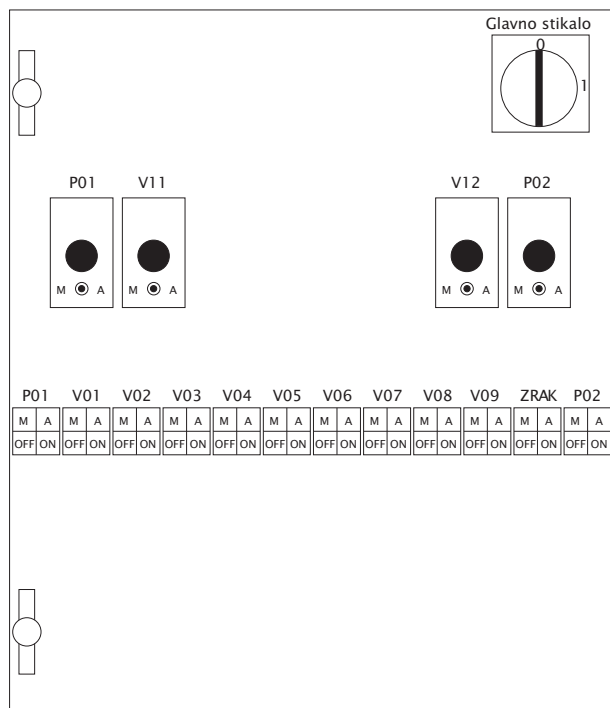 Glavno stikalo
0
1
P01 V11 V12 P02
M A M A M A M A
P01 V01 V02 V03 V04 V05 V06 V07 V08 V09 ZRAK P02
M A M A M A M A M A M A M A M A M A M A M A M A
OFF ON OFF ON OFF ON OFF ON OFF ON OFF ON OFF ON OFF ON OFF ON OFF ON OFF ON OFF ON